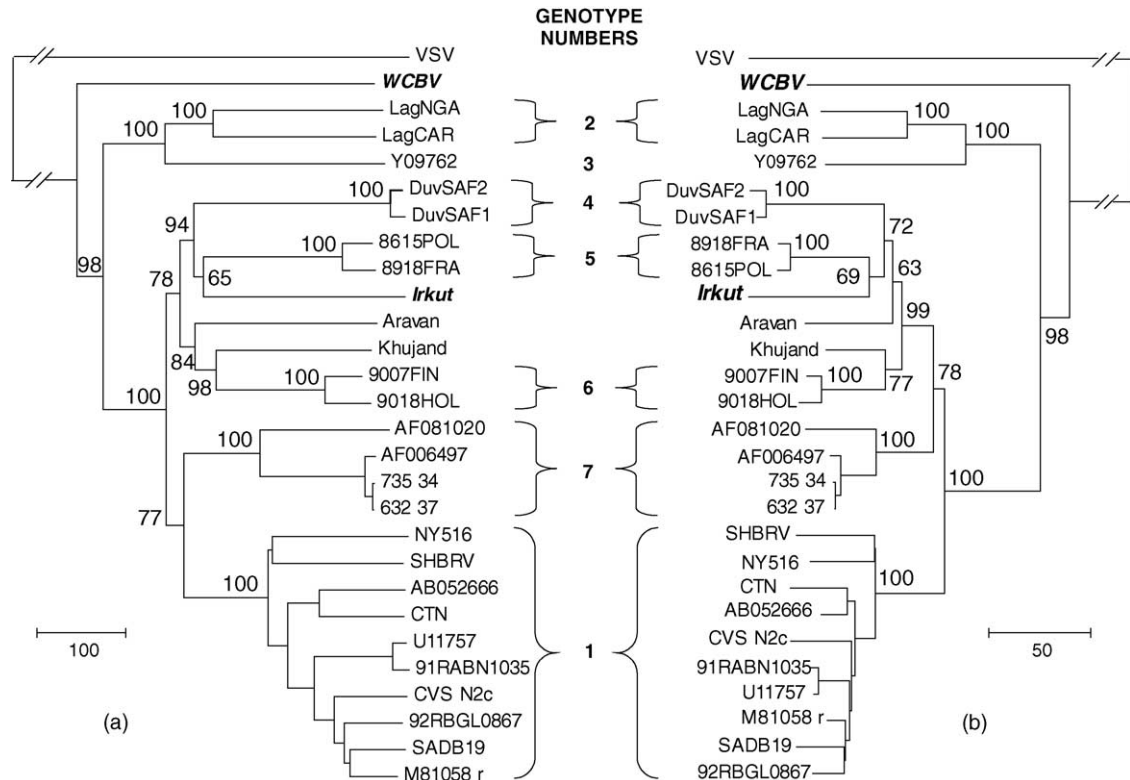 GENOTYPE
NUMBERS
VSV
WCBV
LagNGA
LagCAR
Y09762
DuvSAF2
DuvSAF1
8615POL
8918FRA
Irkut
Aravan
Khujand
9007FIN
9018HOL
AF081020
AF006497
735 34
632 37
NY516
SHBRV
AB052666
CTN
U11757
91RABN1035
CVS N2c
92RBGL0867
SADB19
M81058 r
100
100
100
94
100
65
78
98
84
98
100
100
100
77
100
100
(a)
2
3
4
5
6
7
1
VSV
WCBV
LagNGA
LagCAR
Y09762
DuvSAF2
DuvSAF1
8918FRA
8615POL
Irkut
Aravan
Khujand
9007FIN
9018HOL
AF081020
AF006497
735 34
632 37
SHBRV
NY516
CTN
AB052666
CVS N2c
91RABN1035
U11757
M81058 r
SADB19
92RBGL0867
100
100
100
72
100
69
63
99
98
100
77
78
100
100
100
50
(b)